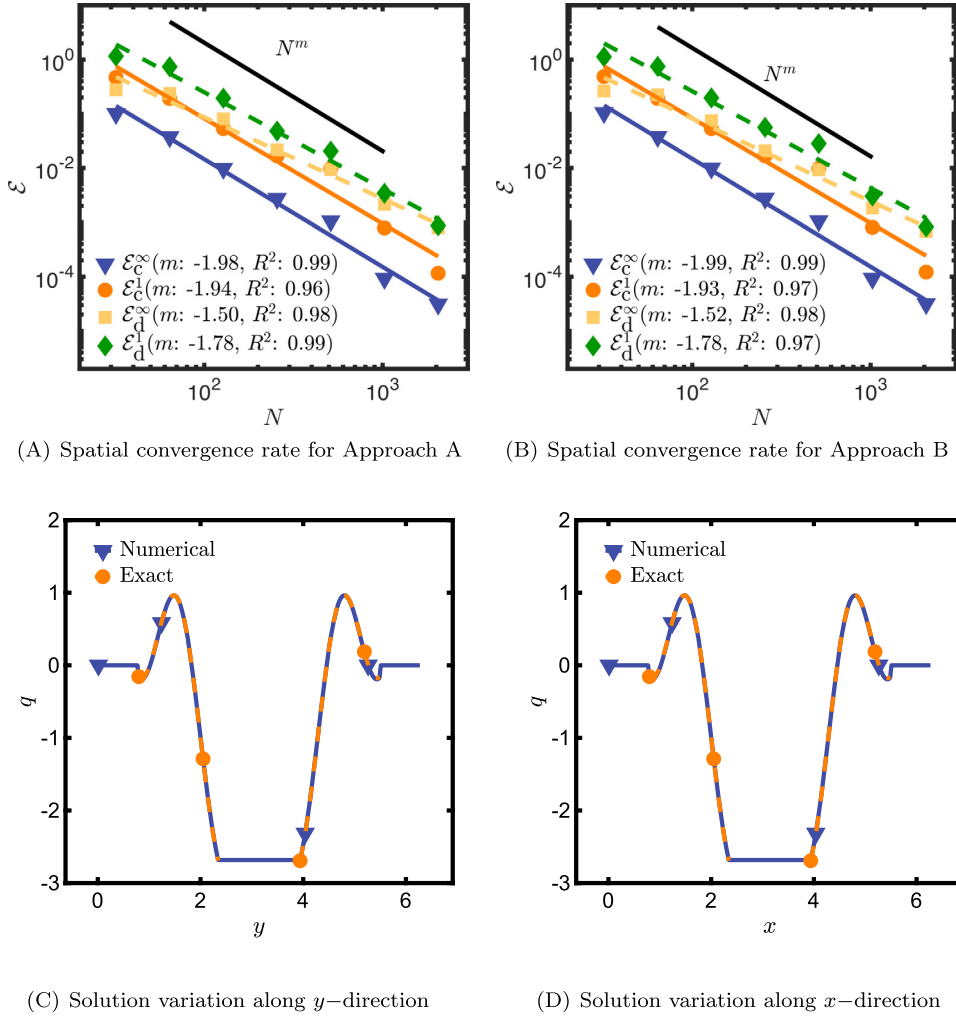 10^0
10^-2
10^-4
ℰ
N^m
ℰ_c^∞(m: -1.98, R^2: 0.99)
ℰ_c^1(m: -1.94, R^2: 0.96)
ℰ_d^∞(m: -1.50, R^2: 0.98)
ℰ_d^1(m: -1.78, R^2: 0.99)
10^2
10^3
N
(A) Spatial convergence rate for Approach A
10^0
10^-2
10^-4
ℰ
N^m
ℰ_c^∞(m: -1.99, R^2: 0.99)
ℰ_c^1(m: -1.93, R^2: 0.97)
ℰ_d^∞(m: -1.52, R^2: 0.98)
ℰ_d^1(m: -1.78, R^2: 0.97)
10^2
10^3
N
(B) Spatial convergence rate for Approach B
2
1
0
-1
-2
-3
q
Numerical
Exact
0 2 4 6
y
(C) Solution variation along y−direction
2
1
0
-1
-2
-3
q
Numerical
Exact
0 2 4 6
x
(D) Solution variation along x−direction